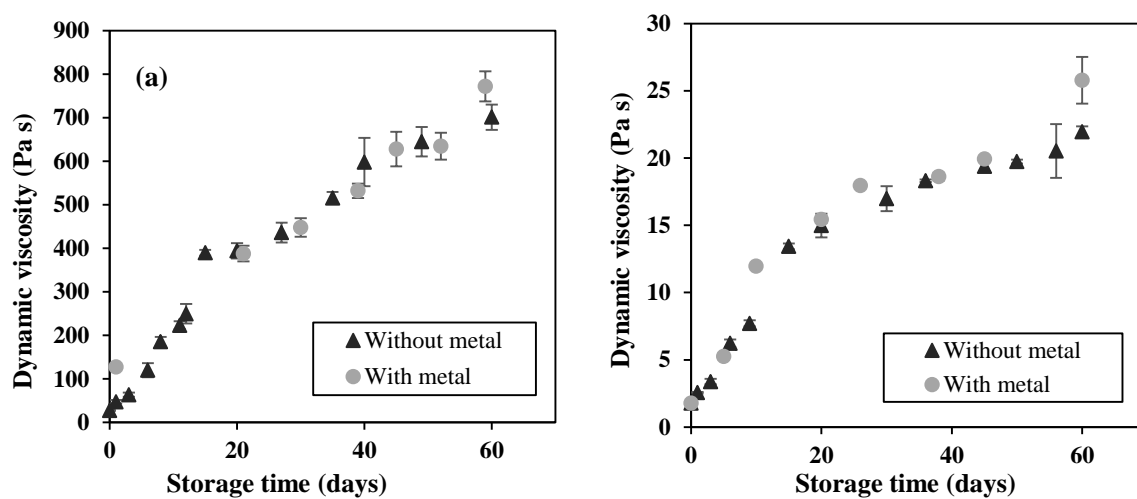 900
800
700
600
500
400
300
200
100
0
Dynamic viscosity (Pa s)
(a)
Without metal
With metal
0 20 40 60
Storage time (days)
30
25
20
15
10
5
0
Dynamic viscosity (Pa s)
Without metal
With metal
0 20 40 60
Storage time (days)